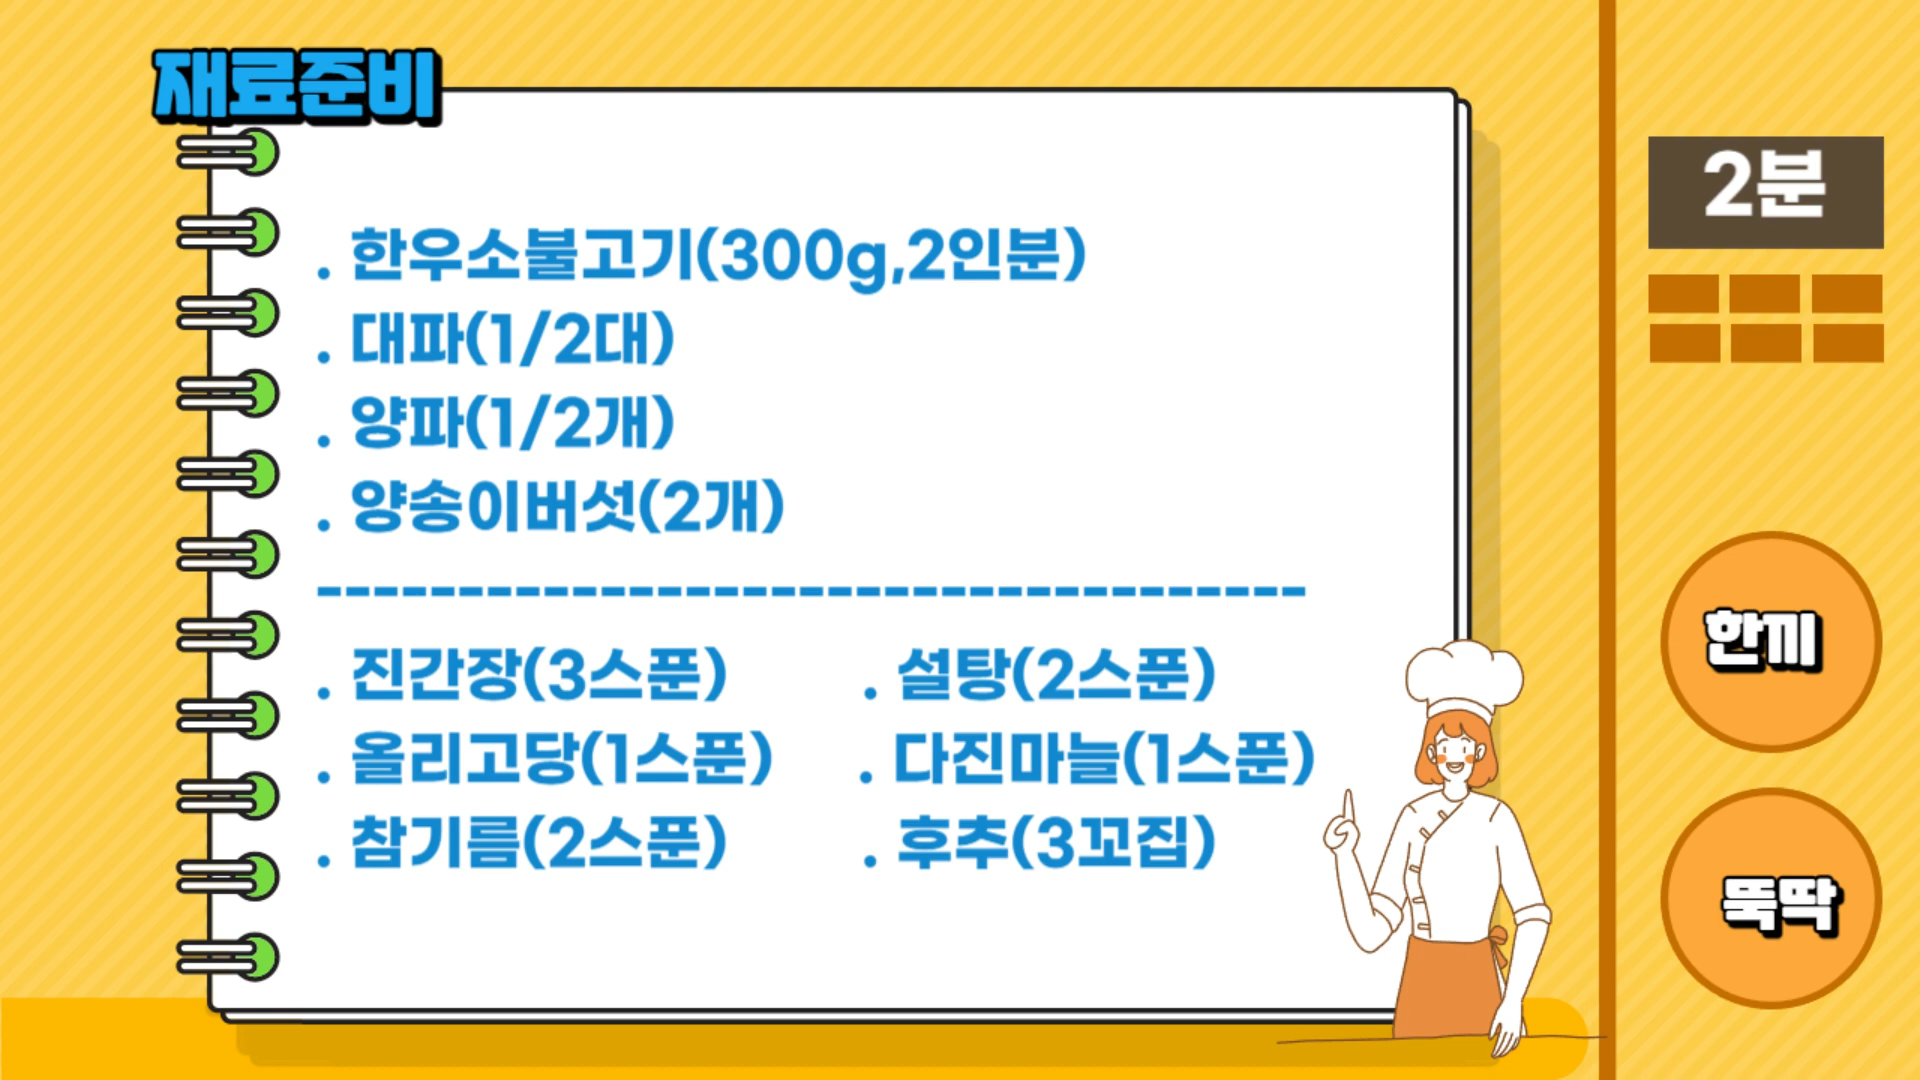 재료준비
. 한우소불고기(300g,2인분)
. 대파(1/2대)
. 양파(1/2개)
. 양송이버섯(2개)
-----------------------------------
. 진간장(3스푼) . 설탕(2스푼)
. 올리고당(1스푼) . 다진마늘(1스푼)
. 참기름(2스푼) . 후추(3꼬집)
2분
한끼
뚝딱